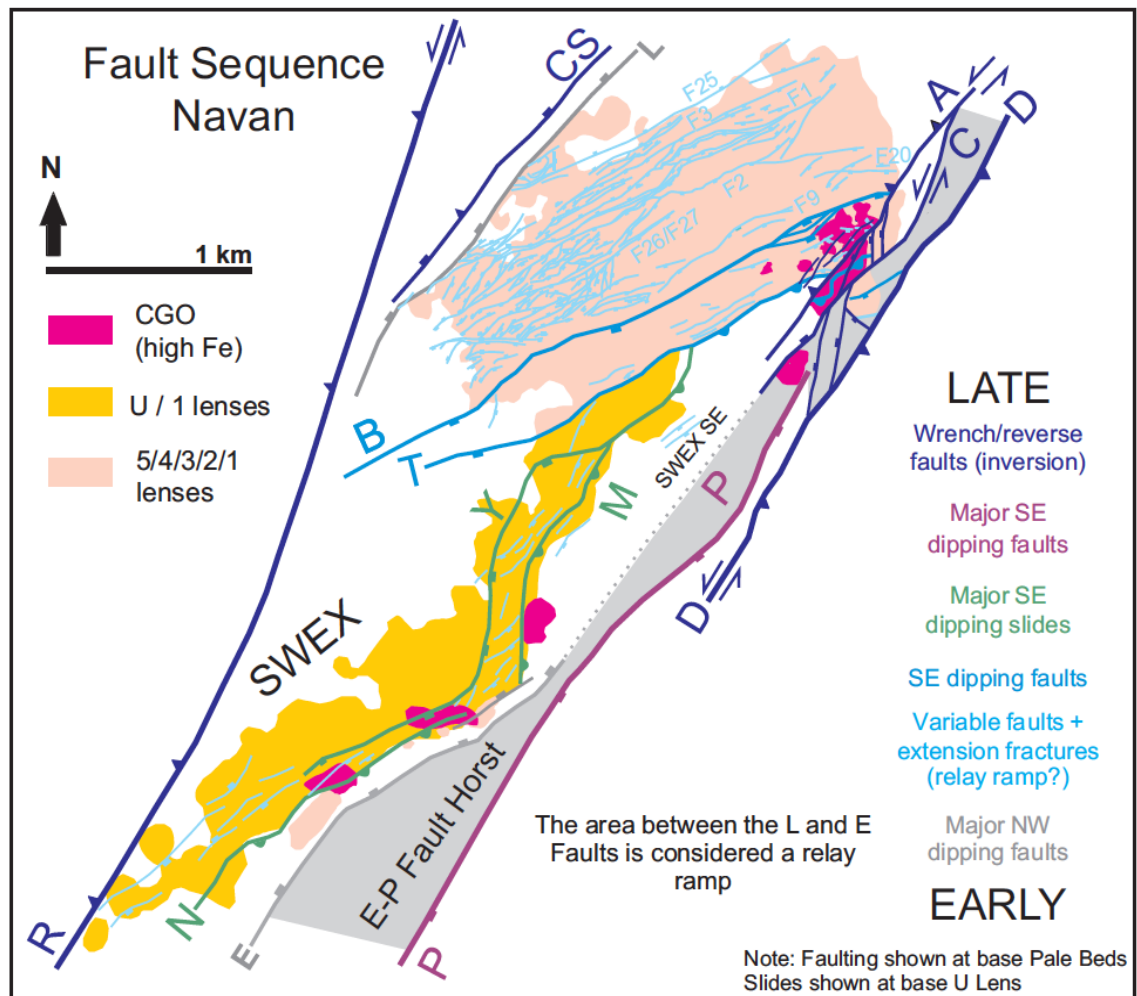 Fault Sequence
Navan
N
1 km
CGO
(high Fe)
U / 1 lenses
5/4/3/2/1
lenses
CS
L
F25
F3
F1
F20
F2
F9
F26/F27
A
D
C
B
T
Y
M
SWEX SE
P
D
SWEX
R
N
E
E-P Fault Horst
P
The area between the L and E
Faults is considered a relay
ramp
LATE
Wrench/reverse
faults (inversion)
Major SE
dipping faults
Major SE
dipping slides
SE dipping faults
Variable faults +
extension fractures
(relay ramp?)
Major NW
dipping faults
EARLY
Note: Faulting shown at base Pale Beds
Slides shown at base U Lens